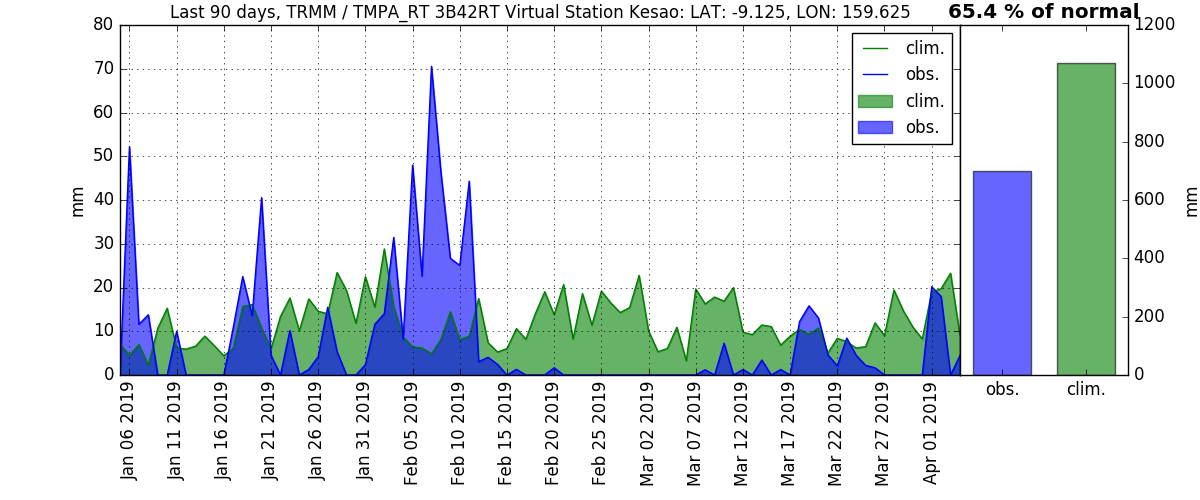 Last 90 days, TRMM / TMPA_RT 3B42RT Virtual Station Kesao: LAT: -9.125, LON: 159.625
65.4 % of normal
80
70
60
50
40
30
20
10
0
mm
clim.
obs.
clim.
obs.
1200
1000
800
600
400
200
0
mm
Jan 06 2019
Jan 11 2019
Jan 16 2019
Jan 21 2019
Jan 26 2019
Jan 31 2019
Feb 05 2019
Feb 10 2019
Feb 15 2019
Feb 20 2019
Feb 25 2019
Mar 02 2019
Mar 07 2019
Mar 12 2019
Mar 17 2019
Mar 22 2019
Mar 27 2019
Apr 01 2019
obs.
clim.